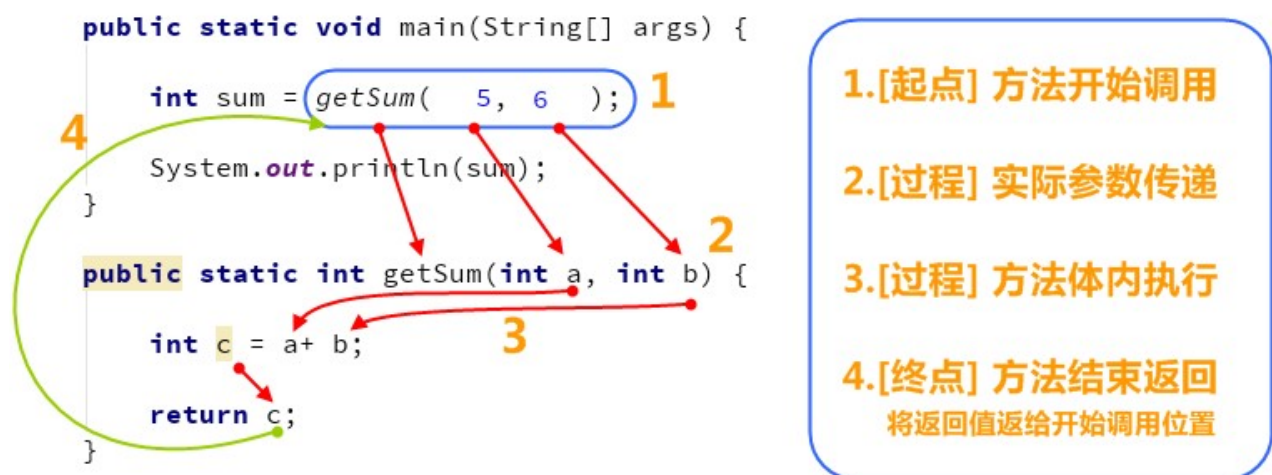 public static void main(String[] args) {
int sum = getSum( 5, 6 ); 1
4
System.out.println(sum);
}
2
public static int getSum(int a, int b) {
3
int c = a+ b;
return c;
}
1.[起点] 方法开始调用
2.[过程] 实际参数传递
3.[过程] 方法体内执行
4.[终点] 方法结束返回
将返回值返给开始调用位置